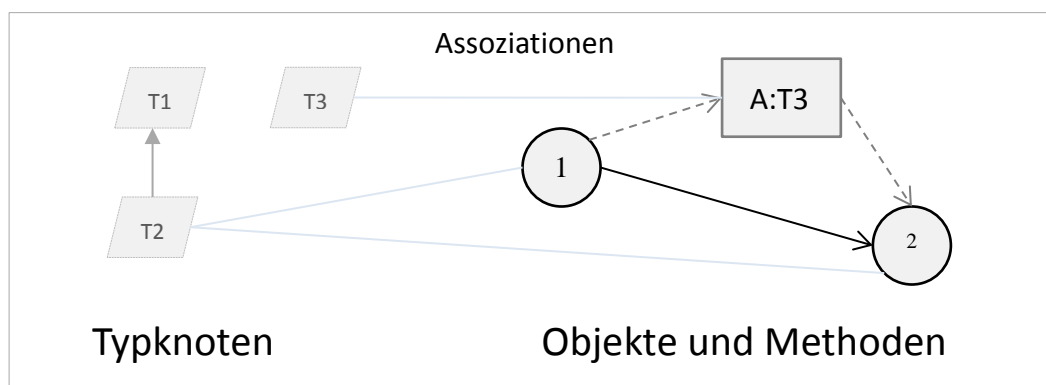 Assoziationen
T1
T3
A:T3
1
T2
2
Typknoten
Objekte und Methoden